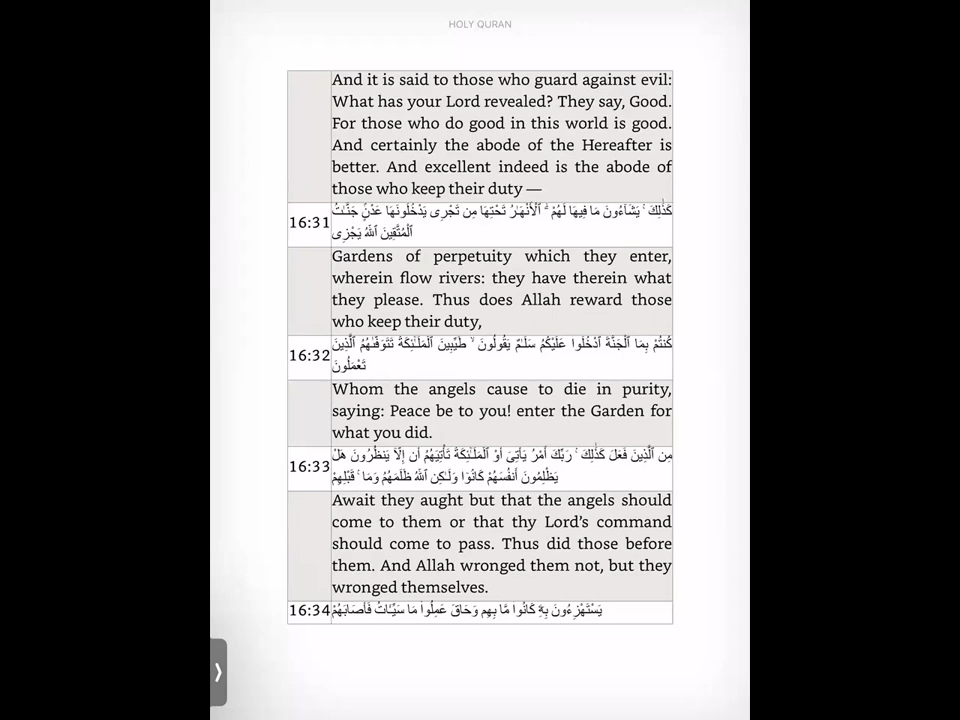 HOLY QURAN
And it is said to those who guard against evil:
What has your Lord revealed? They say, Good.
For those who do good in this world is good.
And certainly the abode of the Hereafter is
better. And excellent indeed is the abode of
those who keep their duty —
16:31
جَنَّـٰتُ عَدْنٍ يَدْخُلُونَهَا تَجْرِى مِن تَحْتِهَا ٱلْأَنْهَـٰرُ ۖ لَهُمْ فِيهَا مَا يَشَآءُونَ ۚ كَذَٰلِكَ
يَجْزِى ٱللَّهُ ٱلْمُتَّقِينَ
Gardens of perpetuity which they enter,
wherein flow rivers: they have therein what
they please. Thus does Allah reward those
who keep their duty,
16:32
ٱلَّذِينَ تَتَوَفَّىٰهُمُ ٱلْمَلَـٰٓئِكَةُ طَيِّبِينَ ۙ يَقُولُونَ سَلَـٰمٌ عَلَيْكُمُ ٱدْخُلُوا۟ ٱلْجَنَّةَ بِمَا كُنتُمْ
تَعْمَلُونَ
Whom the angels cause to die in purity,
saying: Peace be to you! enter the Garden for
what you did.
16:33
هَلْ يَنظُرُونَ إِلَّآ أَن تَأْتِيَهُمُ ٱلْمَلَـٰٓئِكَةُ أَوْ يَأْتِىَ أَمْرُ رَبِّكَ ۚ كَذَٰلِكَ فَعَلَ ٱلَّذِينَ مِن
قَبْلِهِمْ ۚ وَمَا ظَلَمَهُمُ ٱللَّهُ وَلَـٰكِن كَانُوٓا۟ أَنفُسَهُمْ يَظْلِمُونَ
Await they aught but that the angels should
come to them or that thy Lord’s command
should come to pass. Thus did those before
them. And Allah wronged them not, but they
wronged themselves.
16:34
فَأَصَابَهُمْ سَيِّـَٔاتُ مَا عَمِلُوا۟ وَحَاقَ بِهِم مَّا كَانُوا۟ بِهِۦ يَسْتَهْزِءُونَ